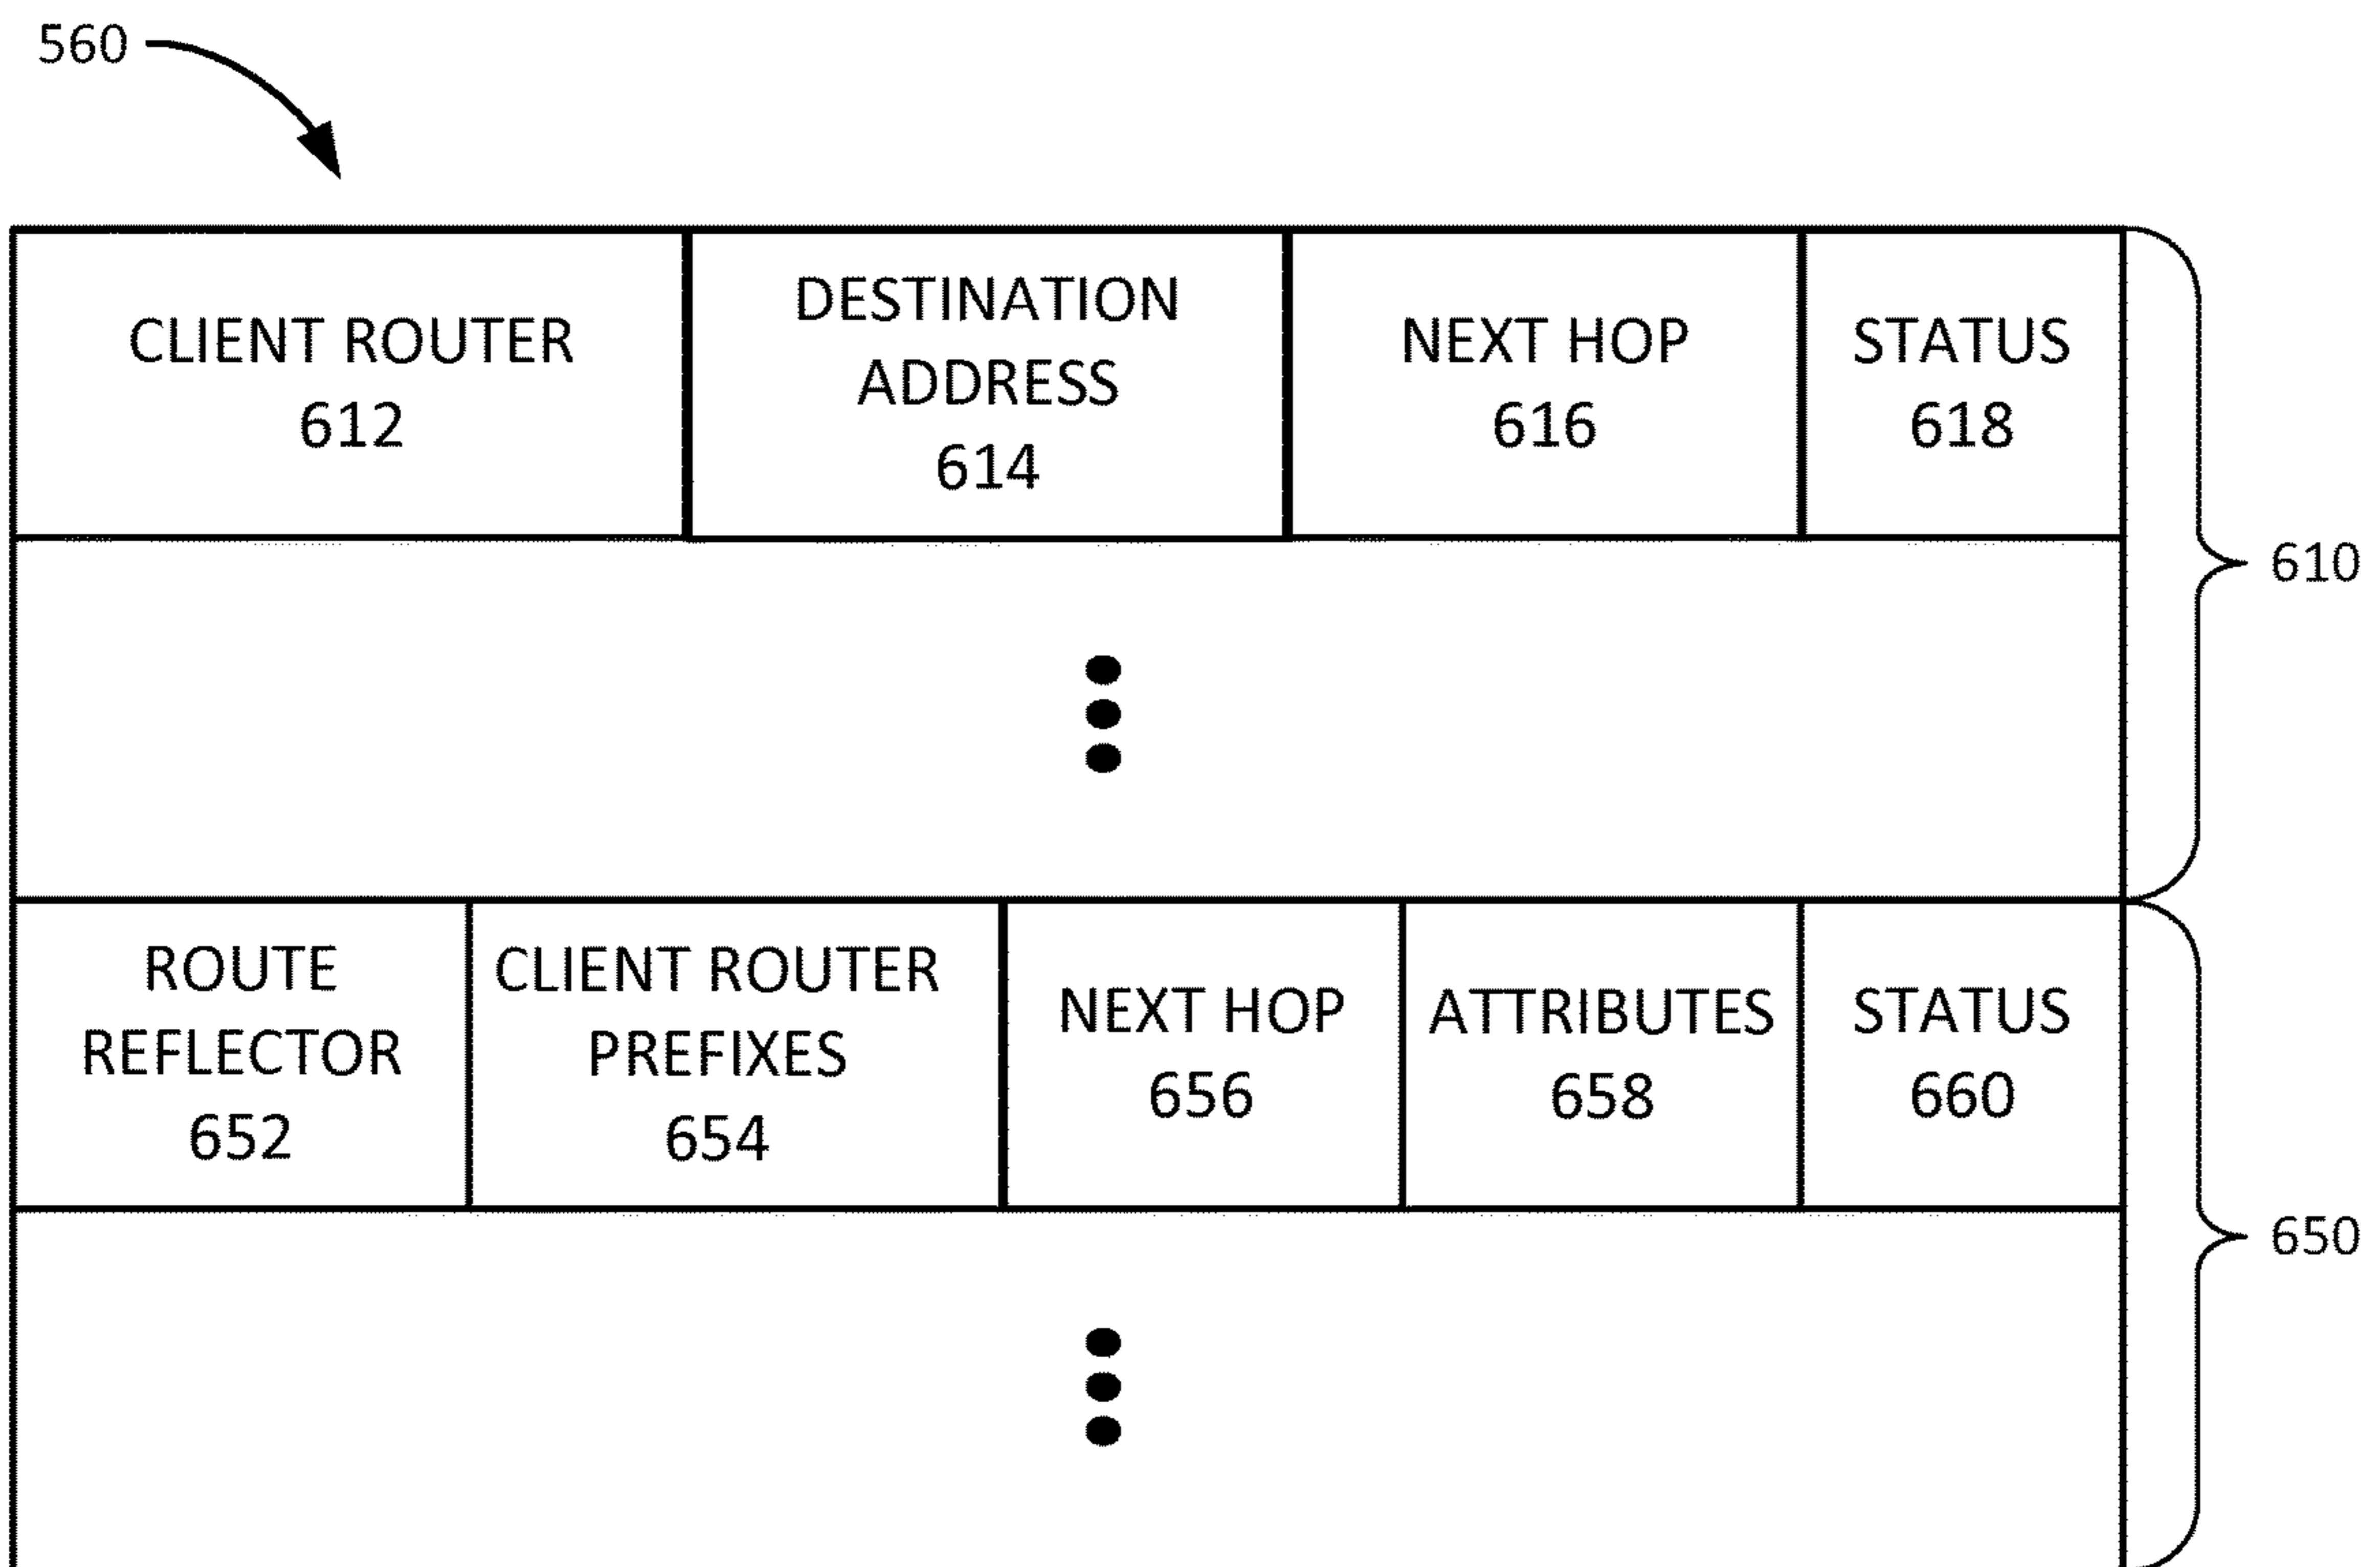 560
CLIENT ROUTER
612
DESTINATION
ADDRESS
614
NEXT HOP
616
STATUS
618
610
ROUTE
REFLECTOR
652
CLIENT ROUTER
PREFIXES
654
NEXT HOP
656
ATTRIBUTES
658
STATUS
660
650